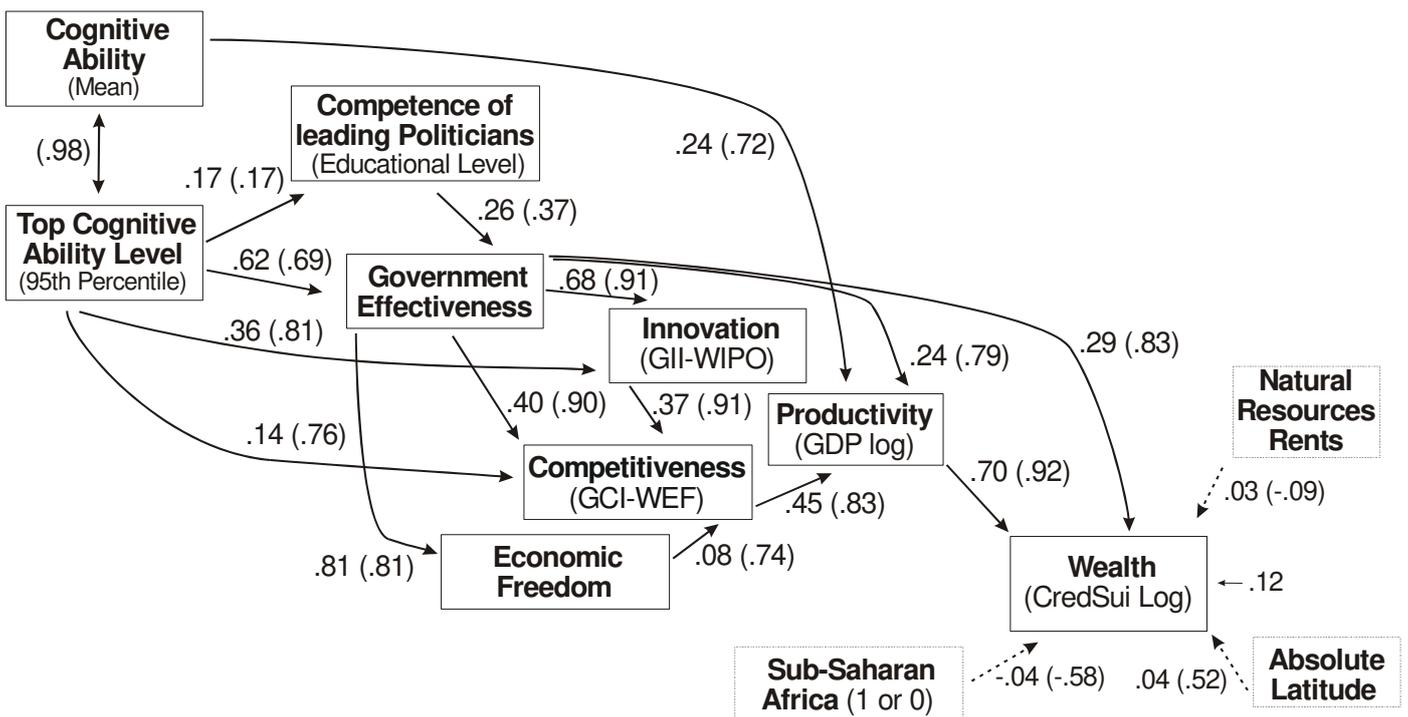 Cognitive
Ability
(Mean)
Competence of
leading Politicians
(Educational Level)
.24 (.72)
(.98)
.17 (.17)
.26 (.37)
Top Cognitive
Ability Level
(95th Percentile)
.62 (.69)
Government
Effectiveness
.68 (.91)
.36 (.81)
Innovation
(GII-WIPO)
.24 (.79)
.29 (.83)
Natural
Resources
Rents
.40 (.90)
.37 (.91)
Productivity
(GDP log)
.14 (.76)
Competitiveness
(GCI-WEF)
.45 (.83)
.70 (.92)
.03 (-.09)
.81 (.81)
Economic
Freedom
.08 (.74)
Wealth
(CredSui Log)
.12
Sub-Saharan
Africa (1 or 0)
-.04 (-.58)
.04 (.52)
Absolute
Latitude